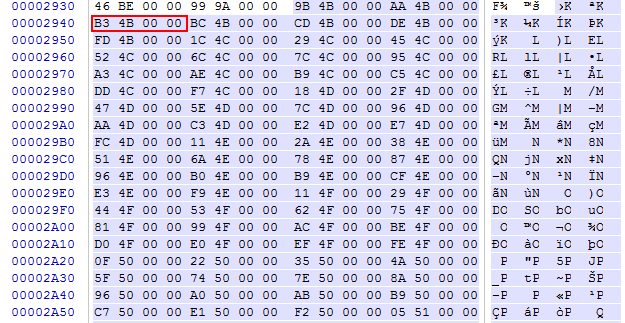 00002930 46 BE 00 00 99 9A 00 00 9B 4B 00 00 AA 4B 00 00 F¾ ™š ›K ªK
00002940 B3 4B 00 00 BC 4B 00 00 CD 4B 00 00 DE 4B 00 00 ³K ¼K ÍK ÞK
00002950 FD 4B 00 00 1C 4C 00 00 29 4C 00 00 45 4C 00 00 ýK L )L EL
00002960 52 4C 00 00 6C 4C 00 00 7C 4C 00 00 95 4C 00 00 RL lL |L •L
00002970 A3 4C 00 00 AE 4C 00 00 B9 4C 00 00 C5 4C 00 00 £L ®L ¹L ÅL
00002980 DD 4C 00 00 F7 4C 00 00 18 4D 00 00 2F 4D 00 00 ÝL ÷L M /M
00002990 47 4D 00 00 5E 4D 00 00 7C 4D 00 00 96 4D 00 00 GM ^M |M –M
000029A0 AA 4D 00 00 C3 4D 00 00 E2 4D 00 00 E7 4D 00 00 ªM ÃM âM çM
000029B0 FC 4D 00 00 11 4E 00 00 2A 4E 00 00 38 4E 00 00 üM N *N 8N
000029C0 51 4E 00 00 6A 4E 00 00 78 4E 00 00 87 4E 00 00 QN jN xN ‡N
000029D0 96 4E 00 00 B0 4E 00 00 B9 4E 00 00 CF 4E 00 00 –N °N ¹N ÏN
000029E0 E3 4E 00 00 F9 4E 00 00 11 4F 00 00 29 4F 00 00 ãN ùN O )O
000029F0 44 4F 00 00 53 4F 00 00 62 4F 00 00 75 4F 00 00 DO SO bO uO
00002A00 81 4F 00 00 99 4F 00 00 AC 4F 00 00 BE 4F 00 00 O ™O ¬O ¾O
00002A10 D0 4F 00 00 E0 4F 00 00 EF 4F 00 00 FE 4F 00 00 ÐO àO ïO þO
00002A20 0F 50 00 00 22 50 00 00 35 50 00 00 4A 50 00 00 P "P 5P JP
00002A30 5F 50 00 00 74 50 00 00 7E 50 00 00 8A 50 00 00 _P tP ~P ŠP
00002A40 96 50 00 00 A0 50 00 00 AB 50 00 00 B9 50 00 00 –P P «P ¹P
00002A50 C7 50 00 00 E1 50 00 00 F2 50 00 00 05 51 00 00 ÇP áP òP Q